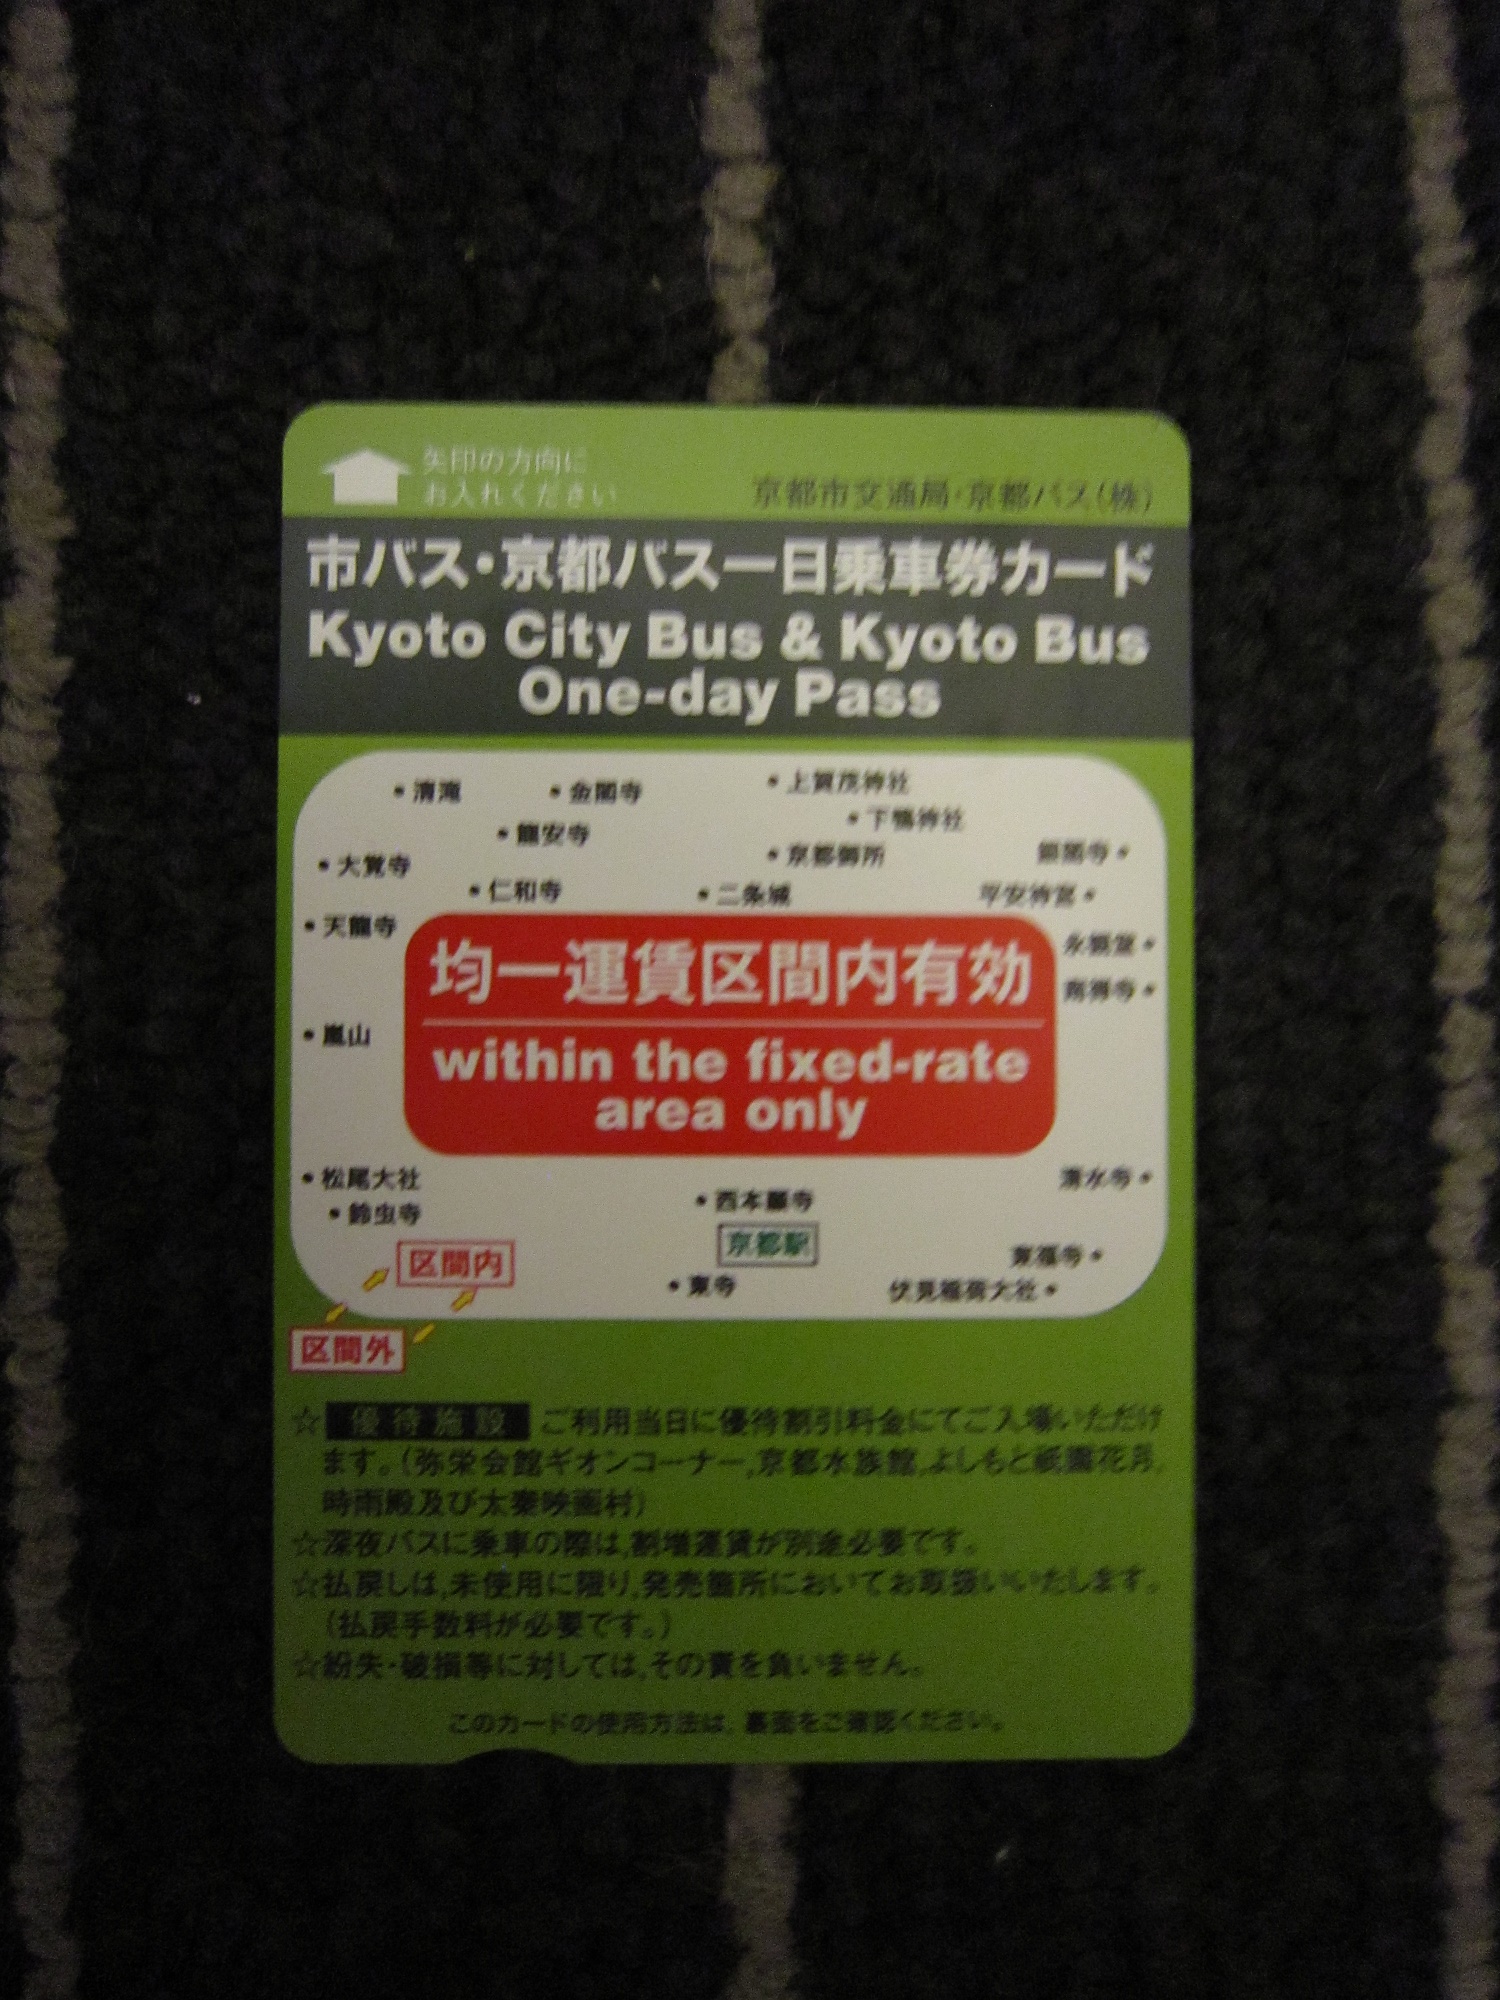 矢印の方向に
お入れください
京都市交通局・京都バス(株)
市バス・京都バス一日乗車券カード
Kyoto City Bus & Kyoto Bus
One-day Pass
・清滝
・金閣寺
・上賀茂神社
・下鴨神社
・龍安寺
・京都御所
銀閣寺・
・大覚寺
・仁和寺
・二条城
平安神宮・
・天龍寺
永観堂・
南禅寺・
均一運賃区間内有効
within the fixed-rate
area only
・嵐山
・松尾大社
清水寺・
・鈴虫寺
・西本願寺
京都駅
区間内
東福寺・
・東寺
伏見稲荷大社・
区間外
☆優待施設 ご利用当日に優待割引料金にてご入場いただけ
ます。(弥栄会館ギオンコーナー,京都水族館,よしもと祇園花月,
時雨殿及び太秦映画村)
☆深夜バスに乗車の際は,割増運賃が別途必要です。
☆払戻しは,未使用に限り,発売箇所においてお取扱いいたします。
(払戻手数料が必要です。)
☆紛失・破損等に対しては,その責を負いません。
このカードの使用方法は,裏面をご確認ください。